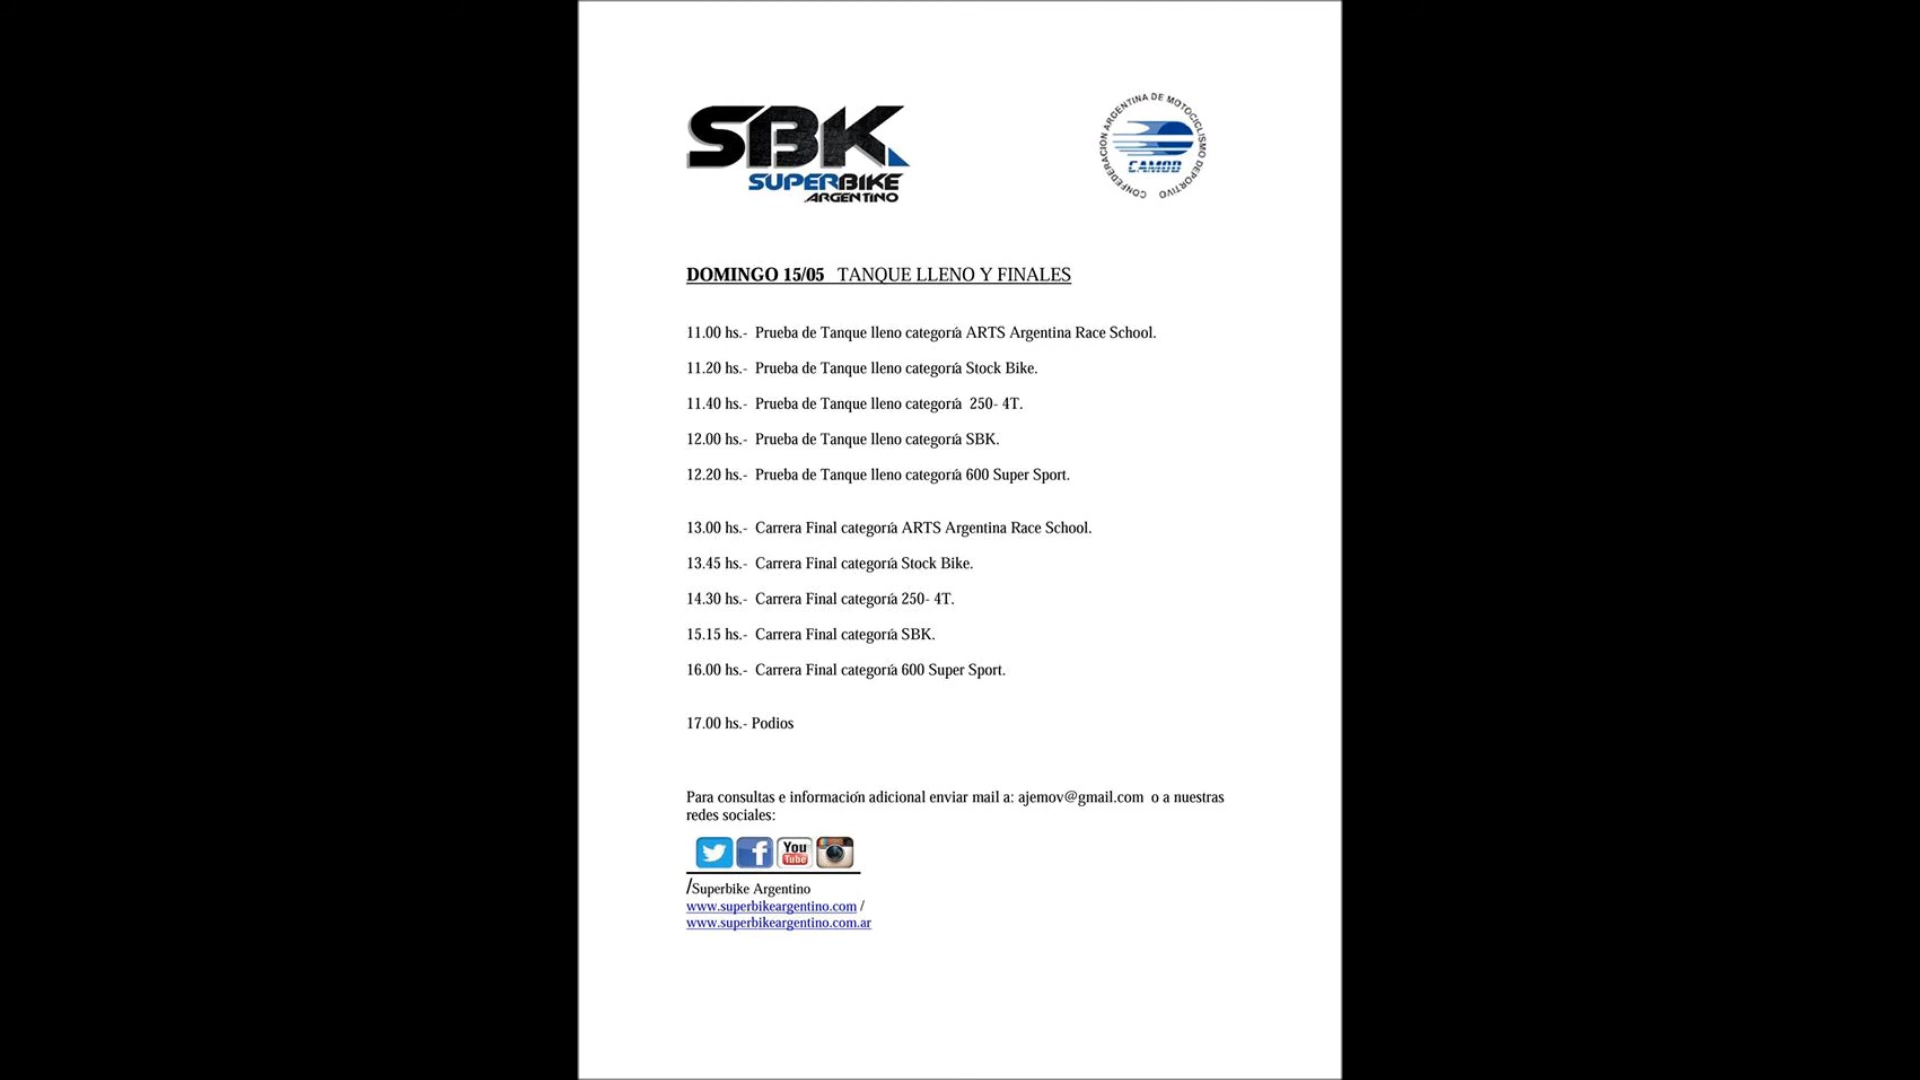 SBK
SUPERBIKE
ARGENTINO
CONFEDERACION ARGENTINA DE MOTOCICLISMO DEPORTIVO
CAMOD
DOMINGO 15/05 TANQUE LLENO Y FINALES
11.00 hs.- Prueba de Tanque lleno categoría ARTS Argentina Race School.
11.20 hs.- Prueba de Tanque lleno categoría Stock Bike.
11.40 hs.- Prueba de Tanque lleno categoría 250- 4T.
12.00 hs.- Prueba de Tanque lleno categoría SBK.
12.20 hs.- Prueba de Tanque lleno categoría 600 Super Sport.
13.00 hs.- Carrera Final categoría ARTS Argentina Race School.
13.45 hs.- Carrera Final categoría Stock Bike.
14.30 hs.- Carrera Final categoría 250- 4T.
15.15 hs.- Carrera Final categoría SBK.
16.00 hs.- Carrera Final categoría 600 Super Sport.
17.00 hs.- Podios
Para consultas e información adicional enviar mail a: ajemov@gmail.com o a nuestras
redes sociales:
You
Tube
/Superbike Argentino
www.superbikeargentino.com /
www.superbikeargentino.com.ar